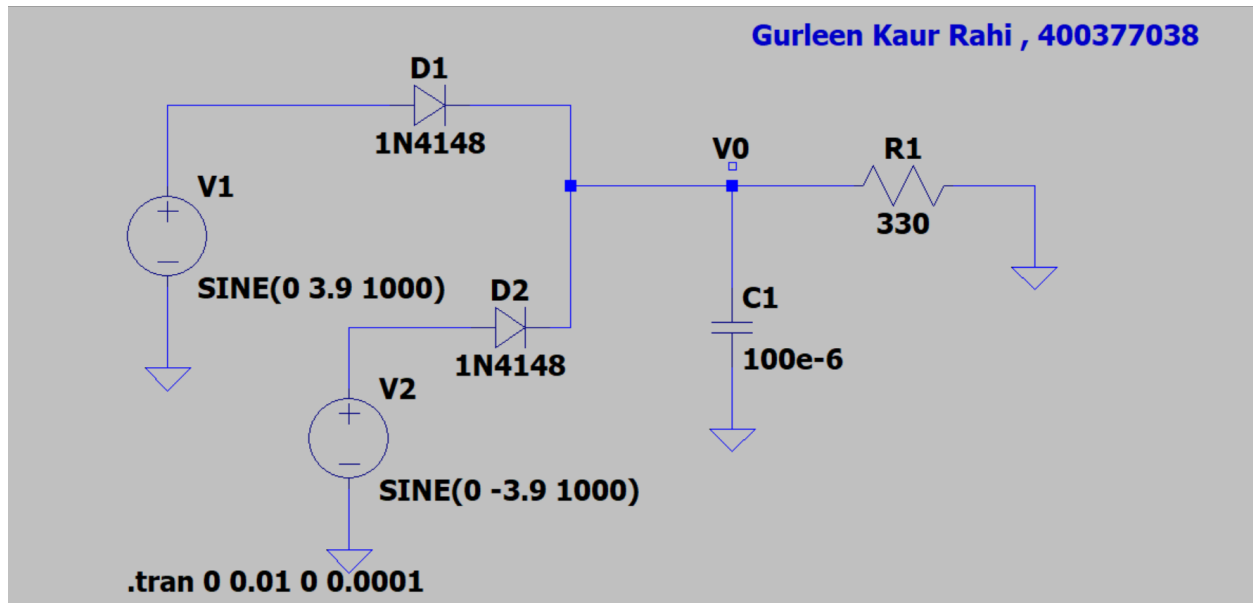 Gurleen Kaur Rahi , 400377038
D1
1N4148
V0
R1
V1
330
SINE(0 3.9 1000)
D2
C1
1N4148
100e-6
V2
SINE(0 -3.9 1000)
.tran 0 0.01 0 0.0001